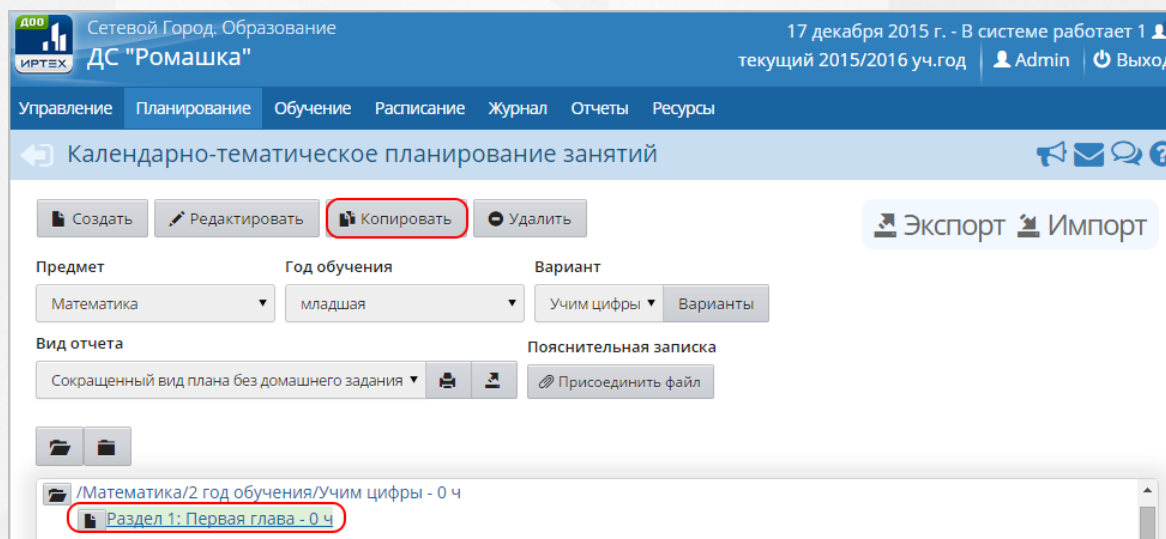 ДОО
ИРТЕХ
Сетевой Город. Образование
ДС "Ромашка"
17 декабря 2015 г. - В системе работает 1
текущий 2015/2016 уч.год Admin Выход
Управление Планирование Обучение Расписание Журнал Отчеты Ресурсы
Календарно-тематическое планирование занятий
Создать Редактировать Копировать Удалить Экспорт Импорт
Предмет Год обучения Вариант
Математика младшая Учим цифры Варианты
Вид отчета Пояснительная записка
Сокращенный вид плана без домашнего задания Присоединить файл
/Математика/2 год обучения/Учим цифры - 0 ч
Раздел 1: Первая глава - 0 ч